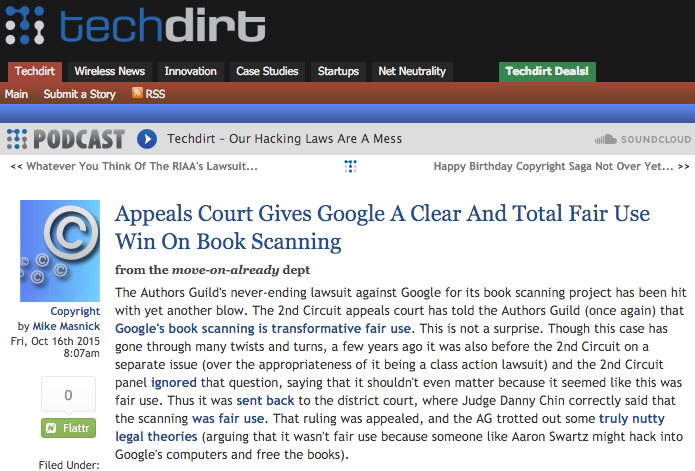 techdirt
Techdirt Wireless News Innovation Case Studies Startups Net Neutrality Techdirt Deals!
Main Submit a Story RSS
PODCAST Techdirt – Our Hacking Laws Are A Mess SOUNDCLOUD
<< Whatever You Think Of The RIAA's Lawsuit... Happy Birthday Copyright Saga Not Over Yet... >>
Appeals Court Gives Google A Clear And Total Fair Use
Win On Book Scanning
from the move-on-already dept
Copyright
by Mike Masnick
Fri, Oct 16th 2015
8:07am
0
Flattr
Filed Under:
The Authors Guild's never-ending lawsuit against Google for its book scanning project has been hit
with yet another blow. The 2nd Circuit appeals court has told the Authors Guild (once again) that
Google's book scanning is transformative fair use. This is not a surprise. Though this case has
gone through many twists and turns, a few years ago it was also before the 2nd Circuit on a
separate issue (over the appropriateness of it being a class action lawsuit) and the 2nd Circuit
panel ignored that question, saying that it shouldn't even matter because it seemed like this was
fair use. Thus it was sent back to the district court, where Judge Danny Chin correctly said that
the scanning was fair use. That ruling was appealed, and the AG trotted out some truly nutty
legal theories (arguing that it wasn't fair use because someone like Aaron Swartz might hack into
Google's computers and free the books).